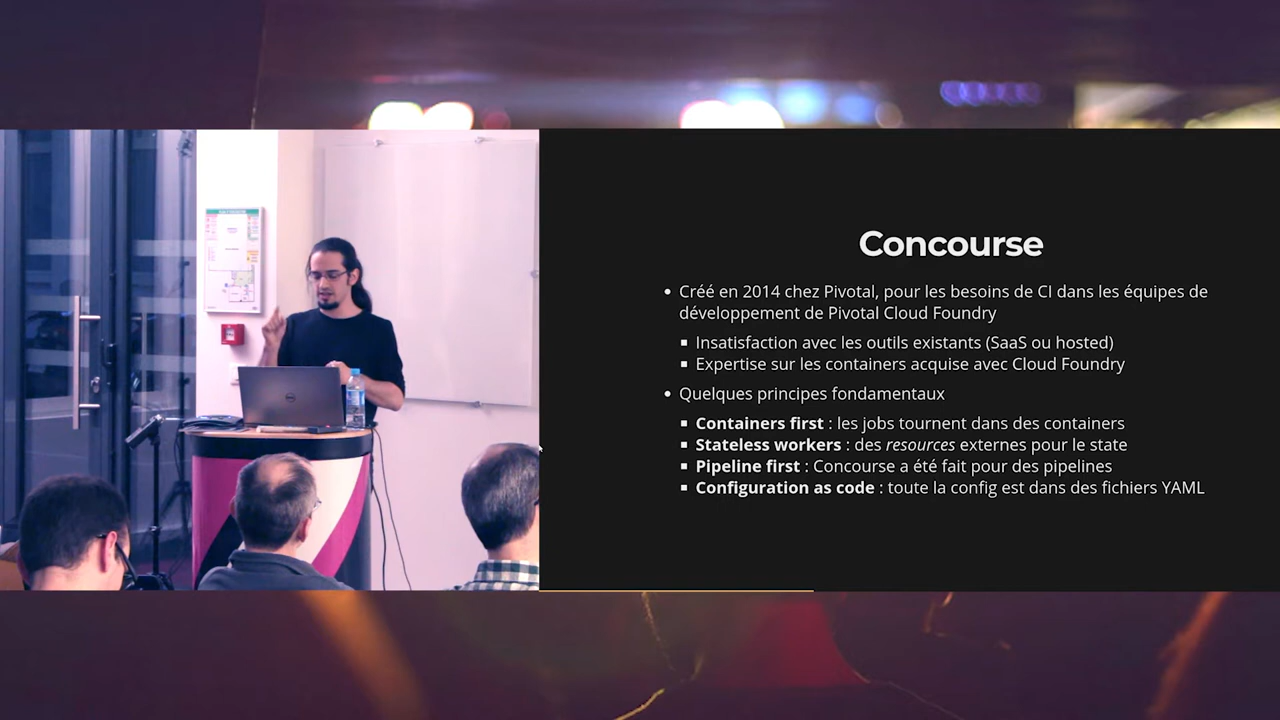 Concourse
Créé en 2014 chez Pivotal, pour les besoins de CI dans les équipes de
développement de Pivotal Cloud Foundry
Insatisfaction avec les outils existants (SaaS ou hosted)
Expertise sur les containers acquise avec Cloud Foundry
Quelques principes fondamentaux
Containers first : les jobs tournent dans des containers
Stateless workers : des resources externes pour le state
Pipeline first : Concourse a été fait pour des pipelines
Configuration as code : toute la config est dans des fichiers YAML